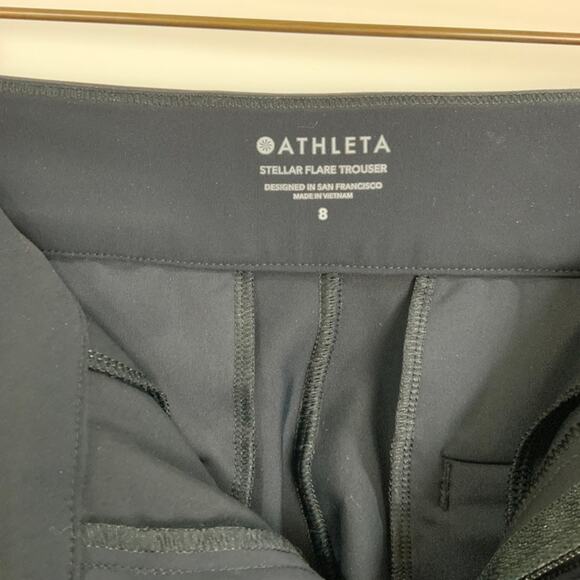 ATHLETA
STELLAR FLARE TROUSER
DESIGNED IN SAN FRANCISCO
MADE IN VIETNAM
8